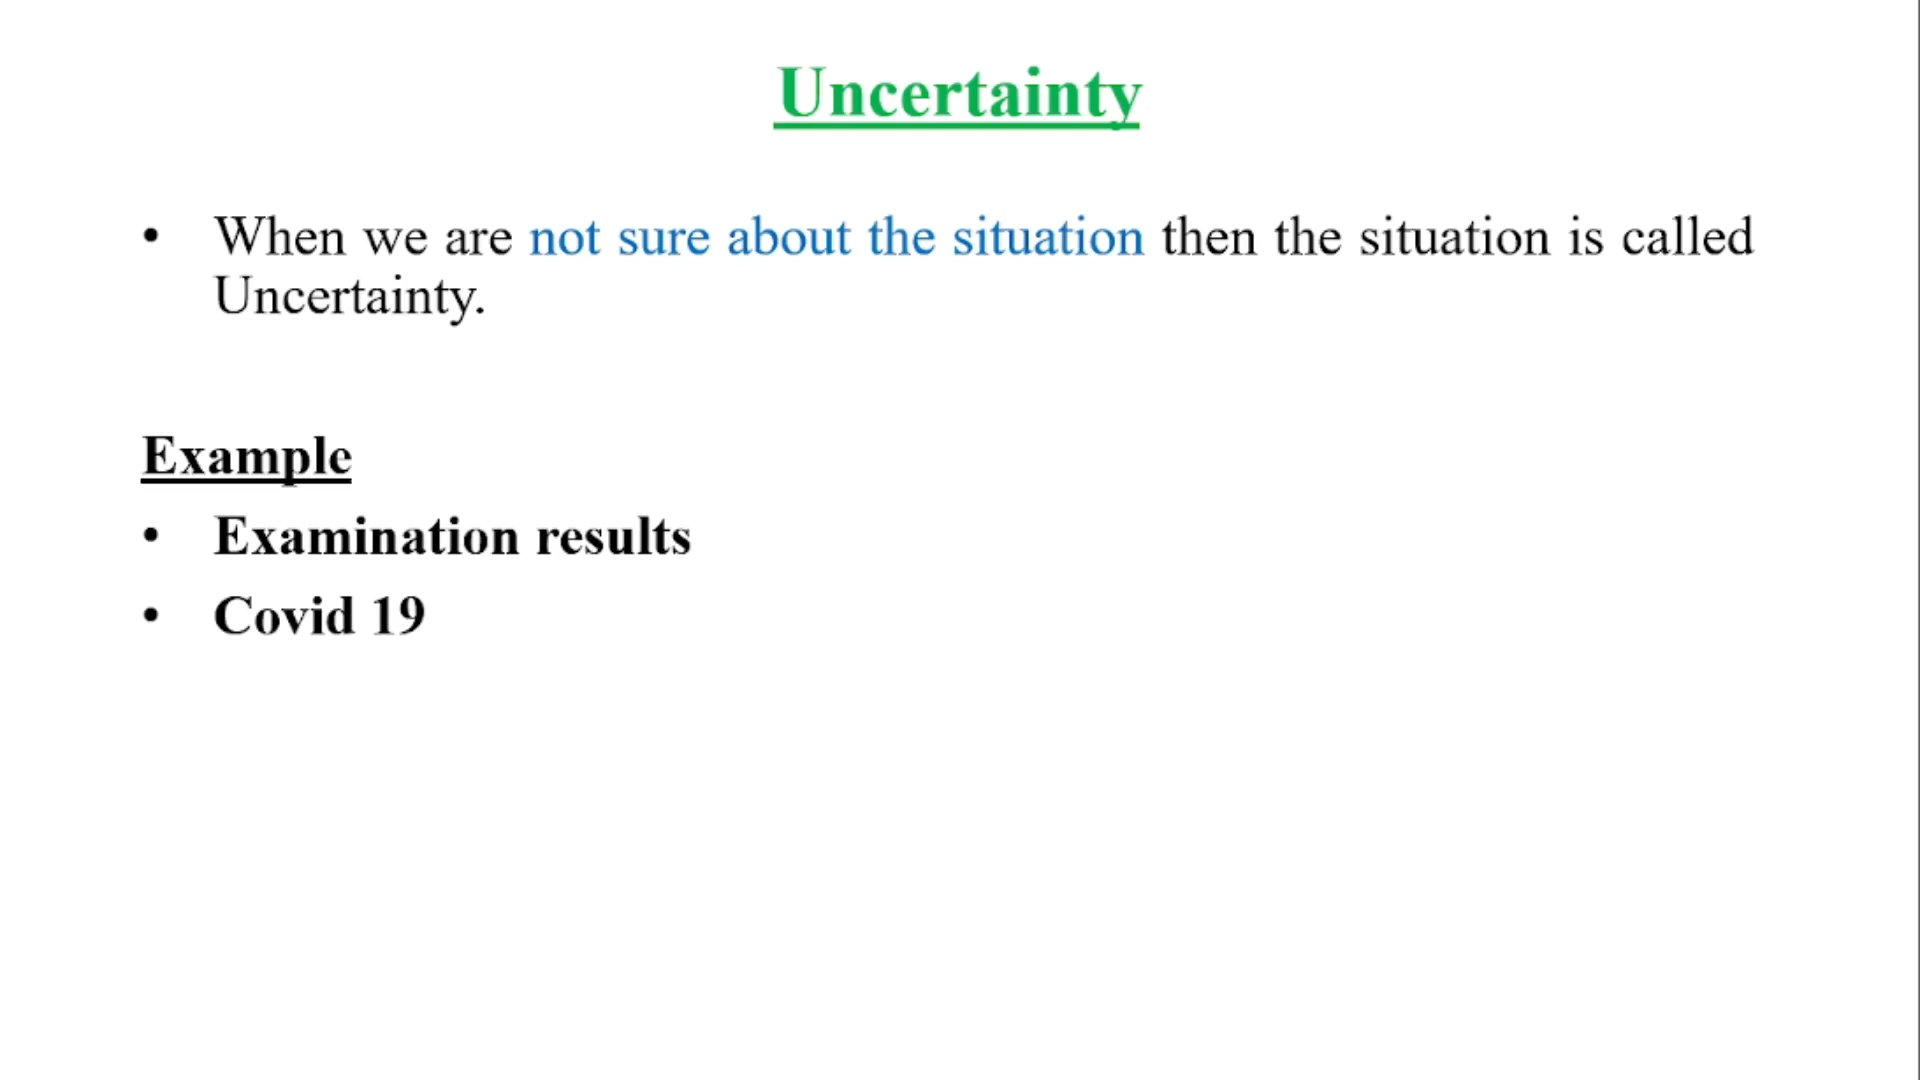 Uncertainty
• When we are not sure about the situation then the situation is called
Uncertainty.
Example
• Examination results
• Covid 19